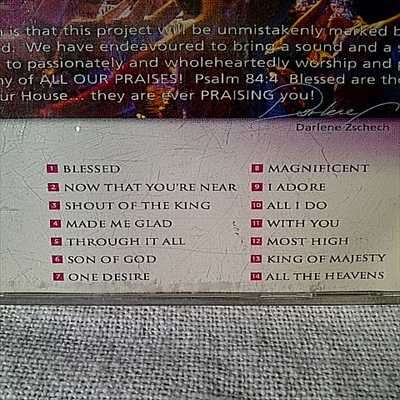 is that this project will be unmistakenly marked b
d. We have endeavoured to bring a sound and a s
to passionately and wholeheartedly worship and p
ny of ALL OUR PRAISES! Psalm 84:4 Blessed are tho
ur House... they are ever PRAISING you!
Darlene Zschech
1 BLESSED
2 NOW THAT YOU'RE NEAR
3 SHOUT OF THE KING
4 MADE ME GLAD
5 THROUGH IT ALL
6 SON OF GOD
7 ONE DESIRE
8 MAGNIFICENT
9 I ADORE
10 ALL I DO
11 WITH YOU
12 MOST HIGH
13 KING OF MAJESTY
14 ALL THE HEAVENS